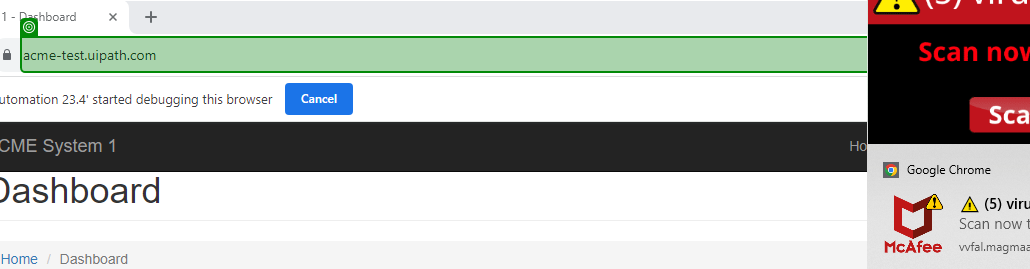 1 - Dashboard
acme-test.uipath.com
utomation 23.4' started debugging this browser
Cancel
CME System 1
Ho
Dashboard
Home / Dashboard
(5) viru
Scan now
Sca
Google Chrome
McAfee
(5) viru
Scan now t
vvfal.magmaa